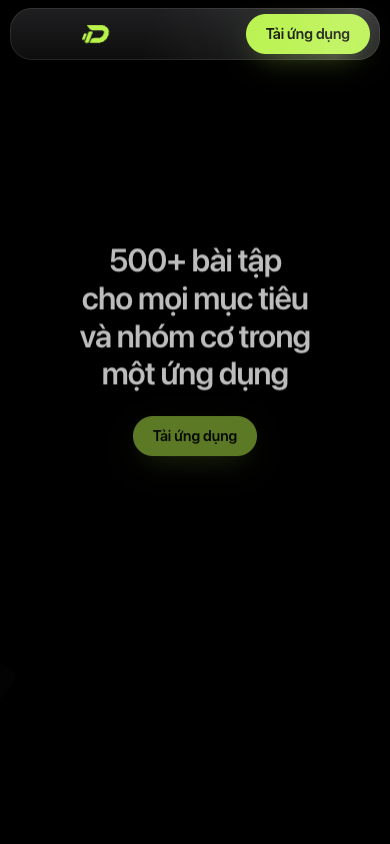 Tải ứng dụng
500+ bài tập
cho mọi mục tiêu
và nhóm cơ trong
một ứng dụng
Tải ứng dụng